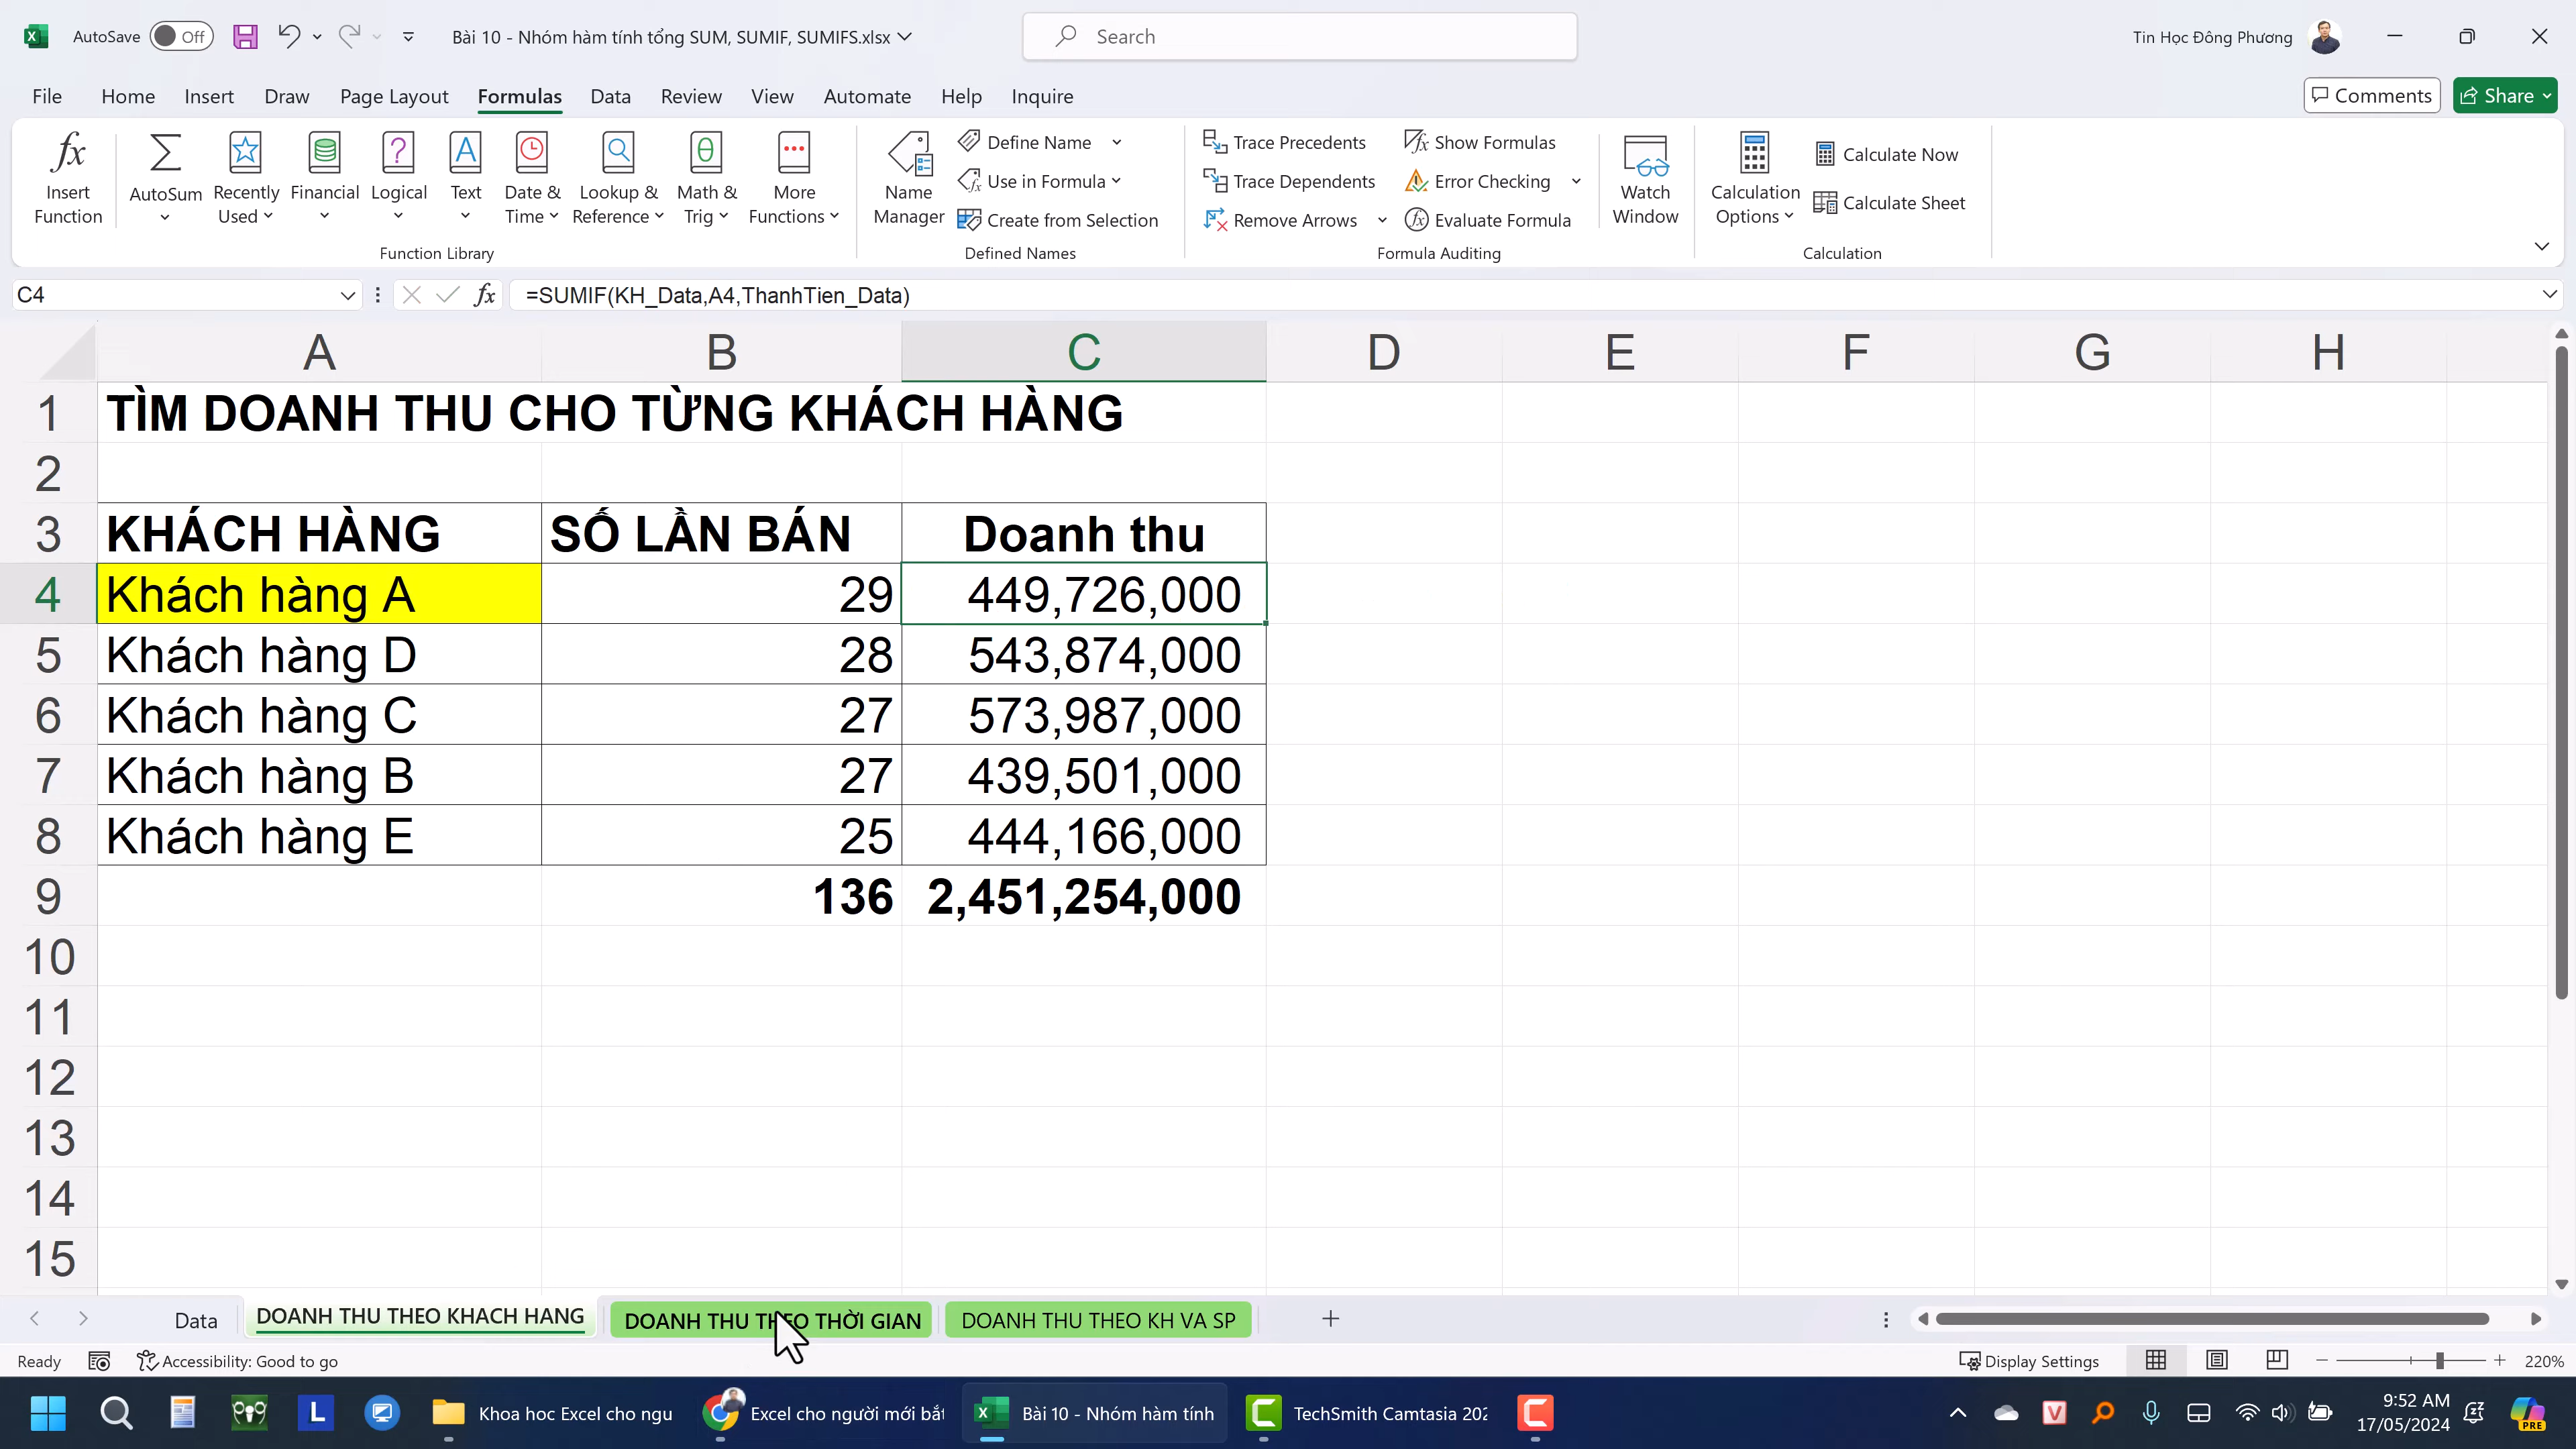 AutoSave Off Bài 10 - Nhóm hàm tính tổng SUM, SUMIF, SUMIFS.xlsx Search Tin Học Đông Phương
File Home Insert Draw Page Layout Formulas Data Review View Automate Help Inquire Comments Share
Insert Function
AutoSum
Recently Used
Financial
Logical
Text
Date & Time
Lookup & Reference
Math & Trig
More Functions
Function Library
Name Manager
Define Name
Use in Formula
Create from Selection
Defined Names
Trace Precedents
Trace Dependents
Remove Arrows
Show Formulas
Error Checking
Evaluate Formula
Formula Auditing
Watch Window
Calculation Options
Calculate Now
Calculate Sheet
Calculation
C4 fx =SUMIF(KH_Data,A4,ThanhTien_Data)
A B C D E F G H
1 TÌM DOANH THU CHO TỪNG KHÁCH HÀNG
2
3 KHÁCH HÀNG SỐ LẦN BÁN Doanh thu
4 Khách hàng A 29 449,726,000
5 Khách hàng D 28 543,874,000
6 Khách hàng C 27 573,987,000
7 Khách hàng B 27 439,501,000
8 Khách hàng E 25 444,166,000
9 136 2,451,254,000
10
11
12
13
14
15
Data DOANH THU THEO KHACH HANG DOANH THU THEO THỜI GIAN DOANH THU THEO KH VA SP
Ready Accessibility: Good to go Display Settings 220%
Khoa hoc Excel cho ngu Excel cho người mới bắt Bài 10 - Nhóm hàm tính TechSmith Camtasia 202 9:52 AM
17/05/2024
PRE